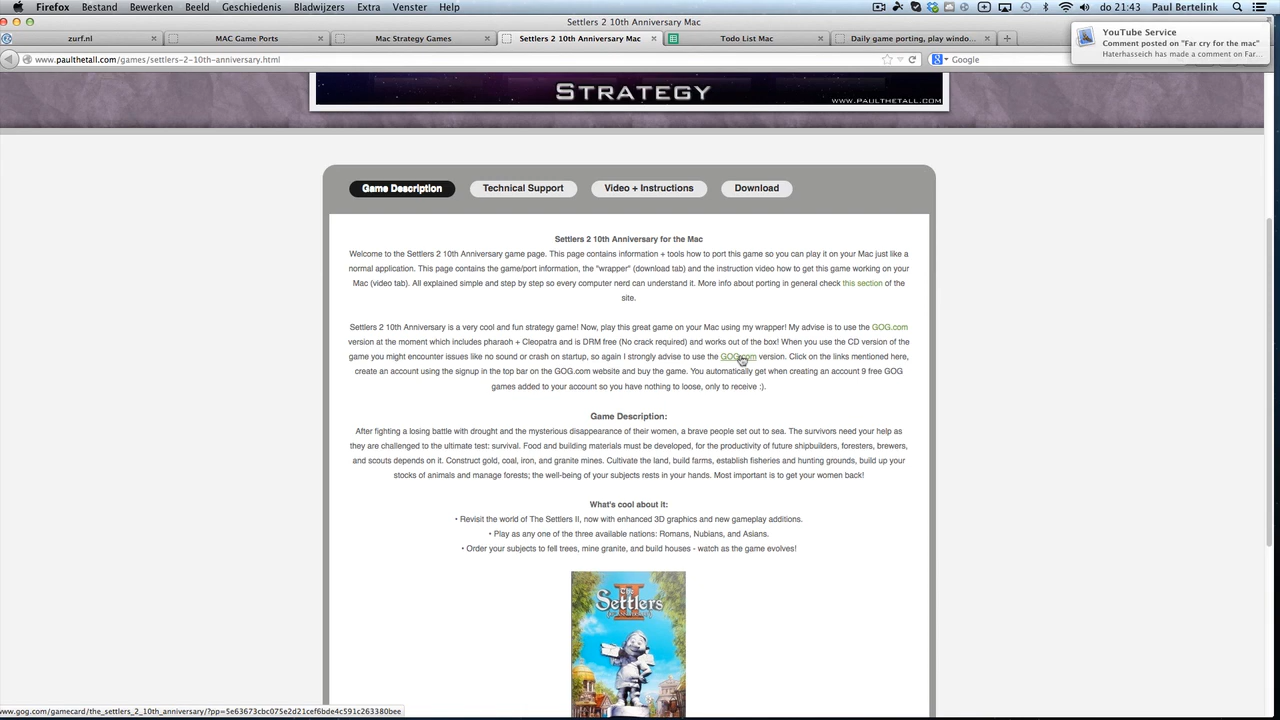 Firefox Bestand Bewerken Beeld Geschiedenis Bladwijzers Extra Venster Help do 21:43 Paul Bertelink
Settlers 2 10th Anniversary Mac
zurf.nl MAC Game Ports Mac Strategy Games Settlers 2 10th Anniversary Mac Todo List Mac Daily game porting, play windo...
YouTube Service
Comment posted on "Far cry for the mac"
Haterhasseich has made a comment on Far...
www.paulthetall.com/games/settlers-2-10th-anniversary.html Google
STRATEGY
WWW.PAULTHETALL.COM
Game Description Technical Support Video + Instructions Download
Settlers 2 10th Anniversary for the Mac
Welcome to the Settlers 2 10th Anniversary game page. This page contains information + tools how to port this game so you can play it on your Mac just like a
normal application. This page contains the game/port information, the "wrapper" (download tab) and the instruction video how to get this game working on your
Mac (video tab). All explained simple and step by step so every computer nerd can understand it. More info about porting in general check this section of the
site.
Settlers 2 10th Anniversary is a very cool and fun strategy game! Now, play this great game on your Mac using my wrapper! My advise is to use the GOG.com
version at the moment which includes pharaoh + Cleopatra and is DRM free (No crack required) and works out of the box! When you use the CD version of the
game you might encounter issues like no sound or crash on startup, so again I strongly advise to use the GOG.com version. Click on the links mentioned here,
create an account using the signup in the top bar on the GOG.com website and buy the game. You automatically get when creating an account 9 free GOG
games added to your account so you have nothing to loose, only to receive :).
Game Description:
After fighting a losing battle with drought and the mysterious disappearance of their women, a brave people set out to sea. The survivors need your help as
they are challenged to the ultimate test: survival. Food and building materials must be developed, for the productivity of future shipbuilders, foresters, brewers,
and scouts depends on it. Construct gold, coal, iron, and granite mines. Cultivate the land, build farms, establish fisheries and hunting grounds, build up your
stocks of animals and manage forests; the well-being of your subjects rests in your hands. Most important is to get your women back!
What's cool about it:
• Revisit the world of The Settlers II, now with enhanced 3D graphics and new gameplay additions.
• Play as any one of the three available nations: Romans, Nubians, and Asians.
• Order your subjects to fell trees, mine granite, and build houses - watch as the game evolves!
The
Settlers
II
www.gog.com/gamecard/the_settlers_2_10th_anniversary/?pp=5e63673cbc075e2d21cef6bde4c591c263380bee